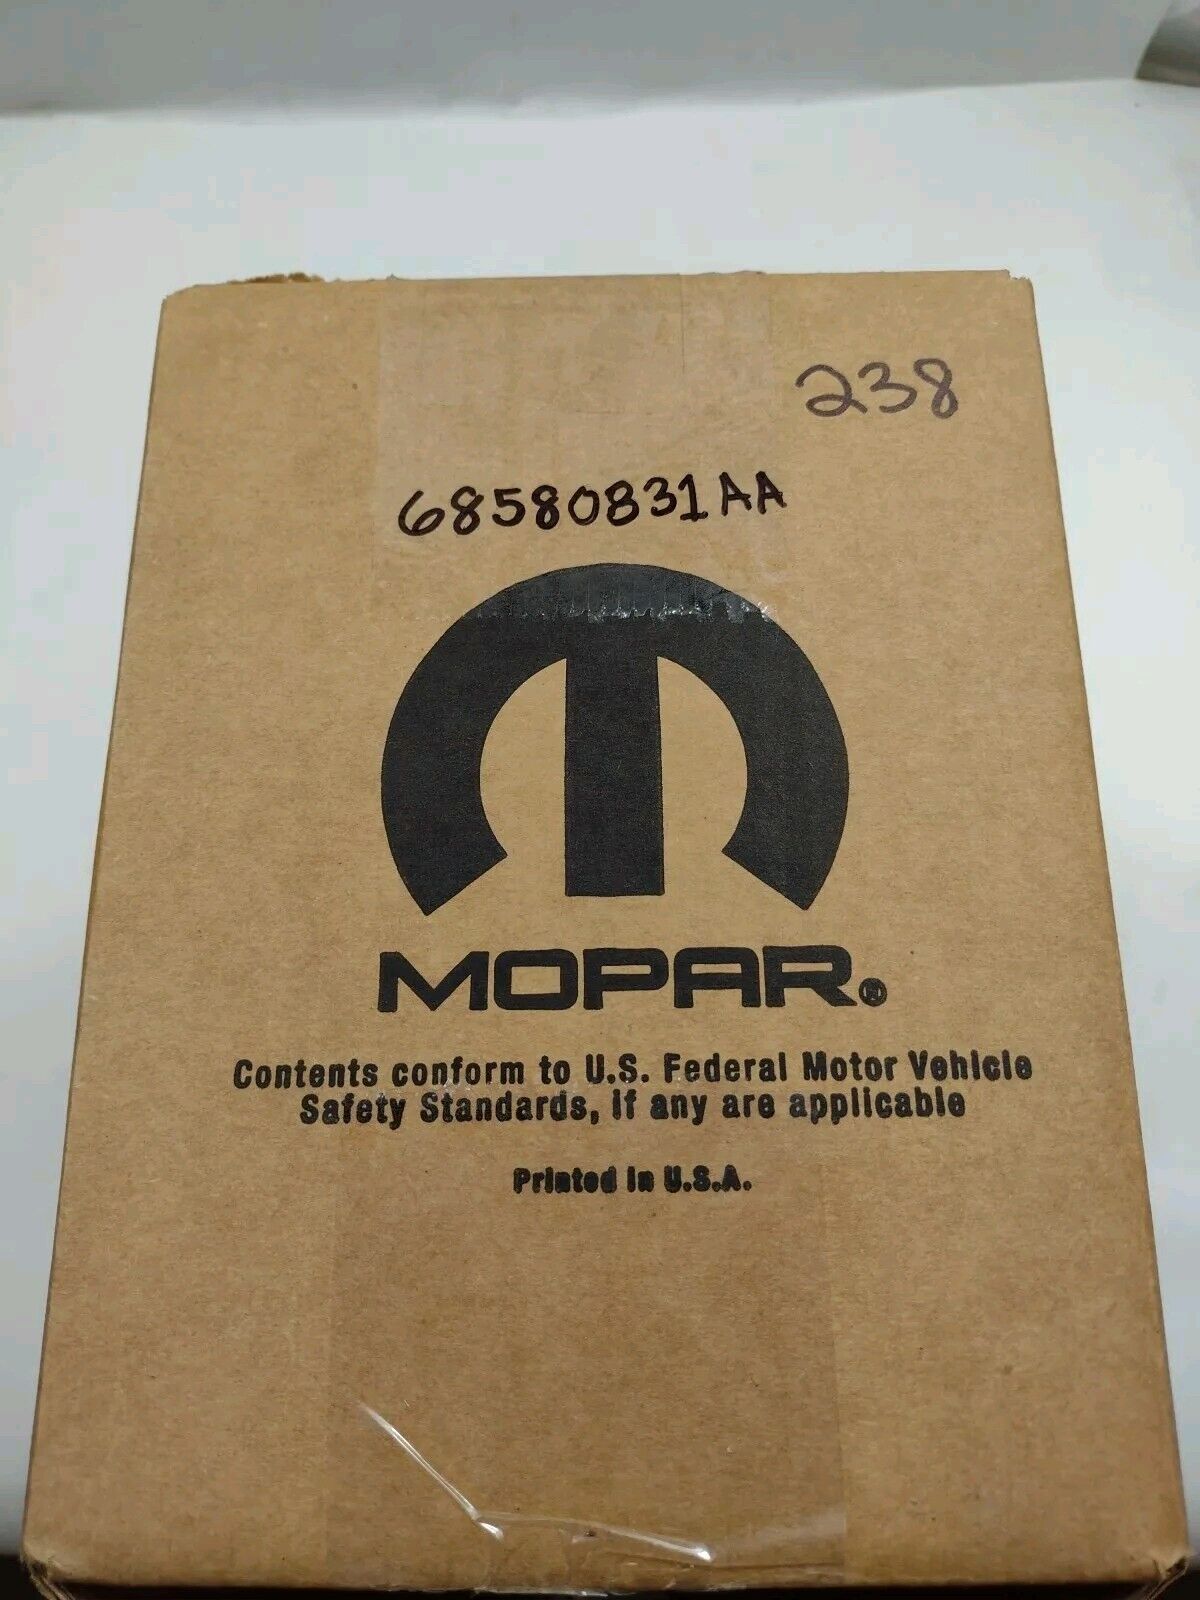 238
68580831AA
MOPAR®
Contents conform to U.S. Federal Motor Vehicle
Safety Standards, if any are applicable
Printed in U.S.A.